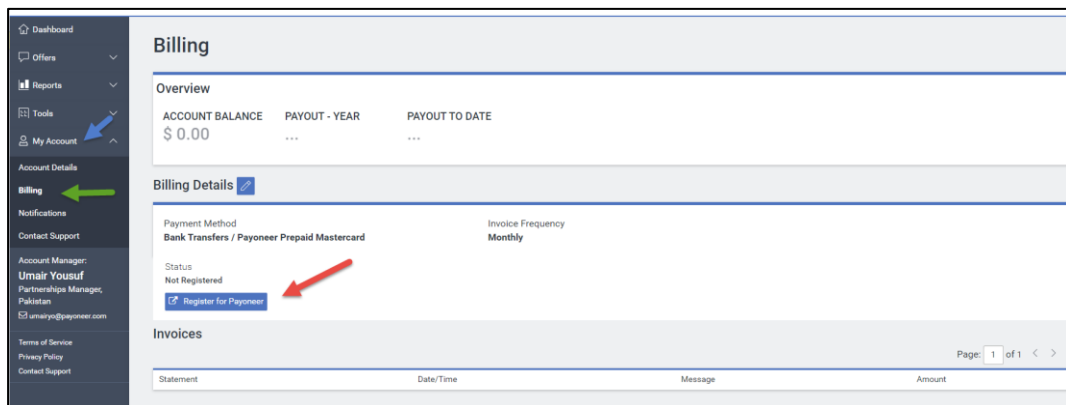 Dashboard
Offers
Reports
Tools
My Account
Account Details
Billing
Notifications
Contact Support
Account Manager:
Umair Yousuf
Partnerships Manager,
Pakistan
umairyo@payoneer.com
Terms of Service
Privacy Policy
Contact Support
Billing
Overview
ACCOUNT BALANCE PAYOUT - YEAR PAYOUT TO DATE
$ 0.00 ... ...
Billing Details
Payment Method Invoice Frequency
Bank Transfers / Payoneer Prepaid Mastercard Monthly
Status
Not Registered
Register for Payoneer
Invoices
Page: 1 of 1 < >
Statement Date/Time Message Amount